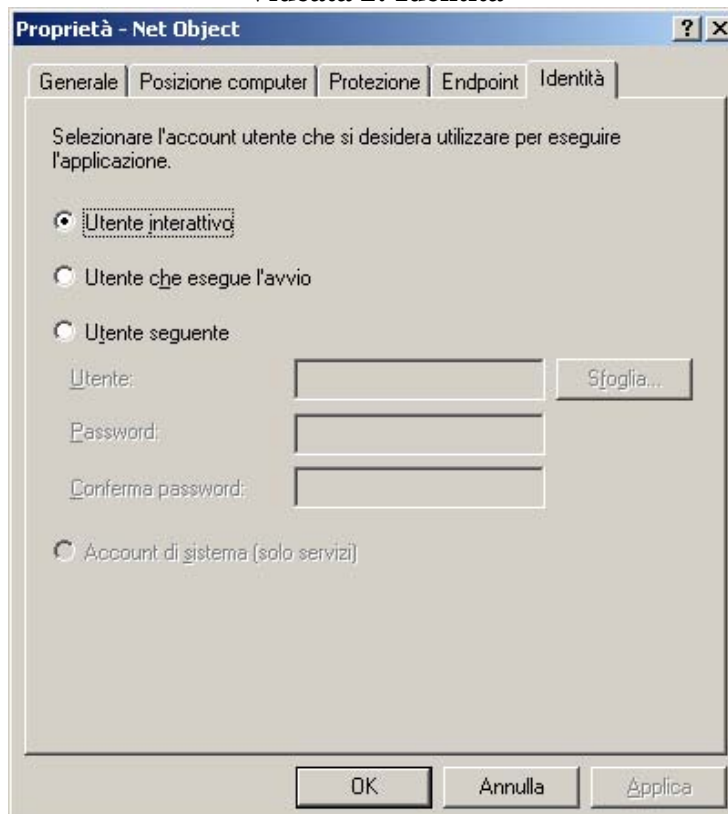 Proprietà - Net Object
Generale Posizione computer Protezione Endpoint Identità
Selezionare l'account utente che si desidera utilizzare per eseguire
l'applicazione.
Utente interattivo
Utente che esegue l'avvio
Utente seguente
Utente: Sfoglia...
Password:
Conferma password:
Account di sistema (solo servizi)
OK Annulla Applica